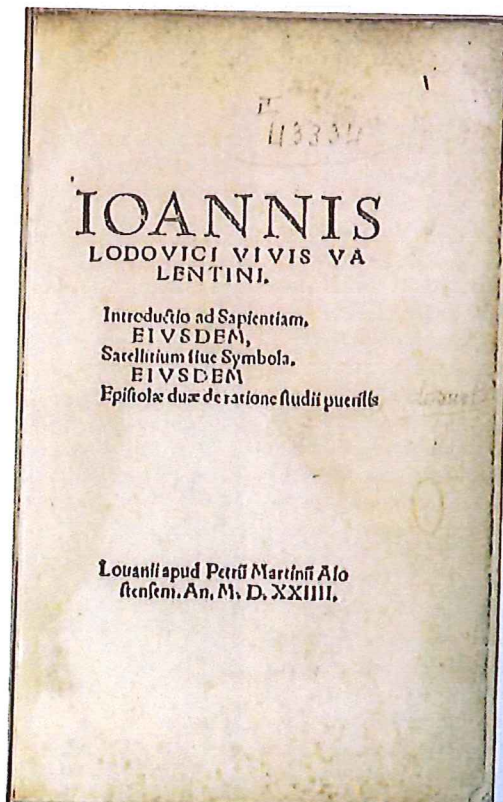 43334
IOANNIS
LODOVICI VIVIS VA
LENTINI.
Introductio ad Sapientiam.
EIVSDEM,
Satellitium siue Symbola.
EIVSDEM
Epistolæ duæ de ratione studii puerilis
Louanii apud Petrū Martinū Alo
stensem. An. M. D. XXIIII.